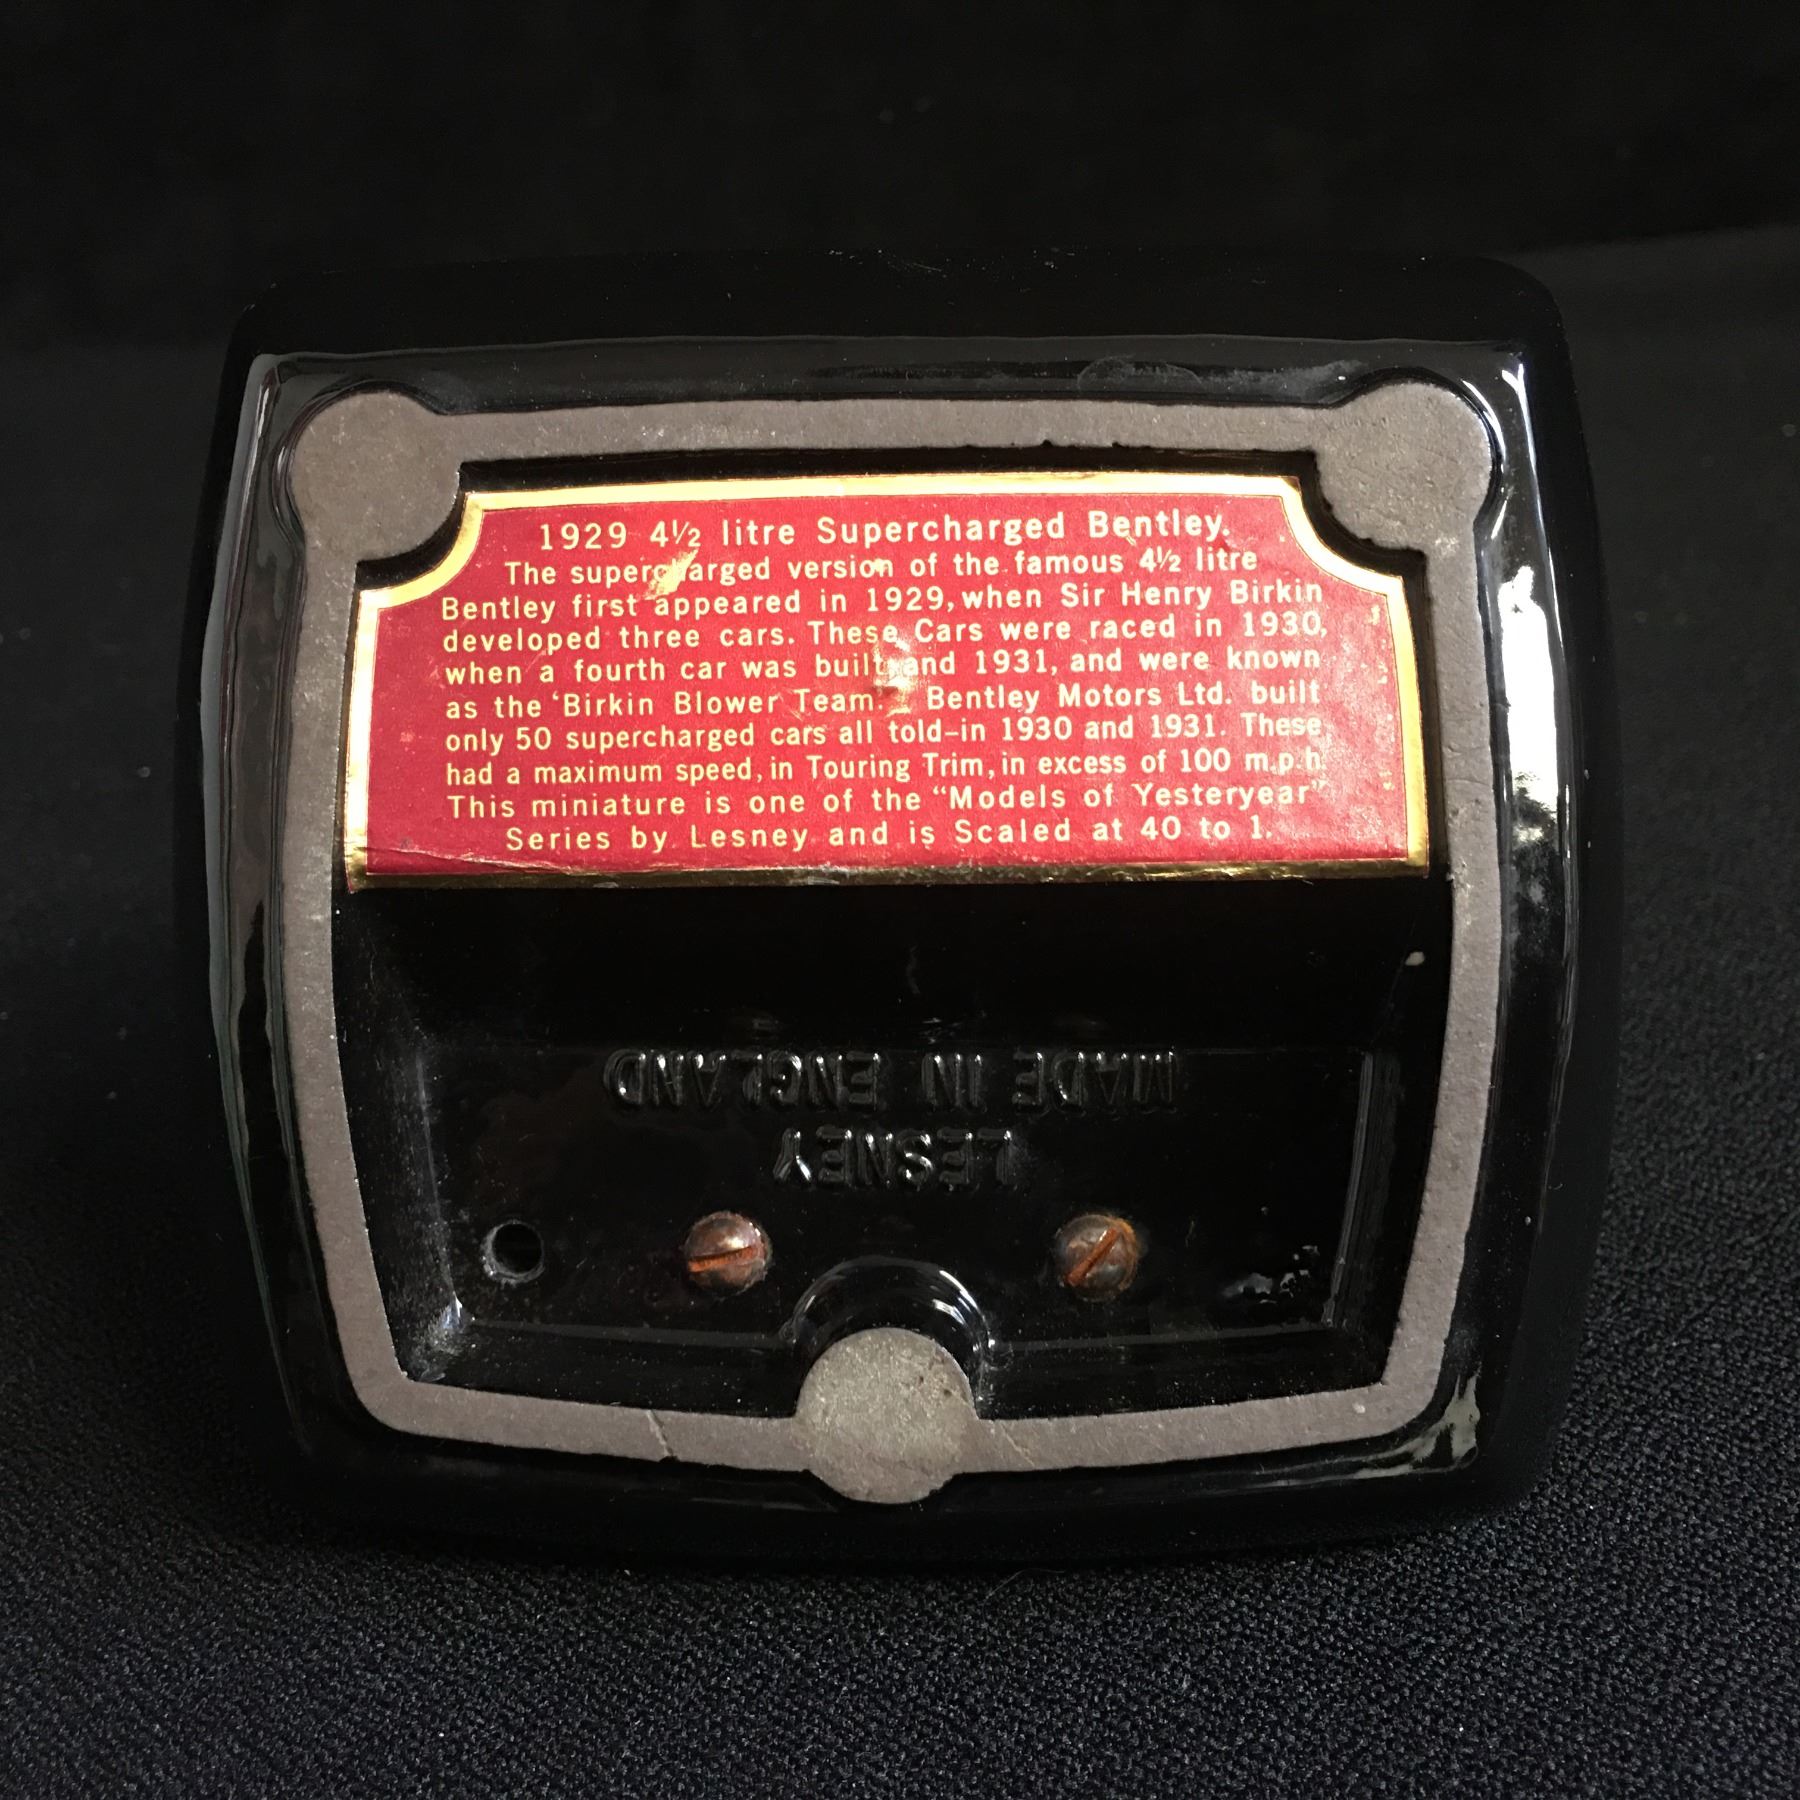 1929 4½ litre Supercharged Bentley.
The supercharged version of the famous 4½ litre
Bentley first appeared in 1929, when Sir Henry Birkin
developed three cars. These Cars were raced in 1930,
when a fourth car was built and 1931, and were known
as the ‘Birkin Blower Team.’ Bentley Motors Ltd. built
only 50 supercharged cars all told–in 1930 and 1931. These
had a maximum speed, in Touring Trim, in excess of 100 m.p.h.
This miniature is one of the “Models of Yesteryear”
Series by Lesney and is Scaled at 40 to 1.
LESNEY
MADE IN ENGLAND